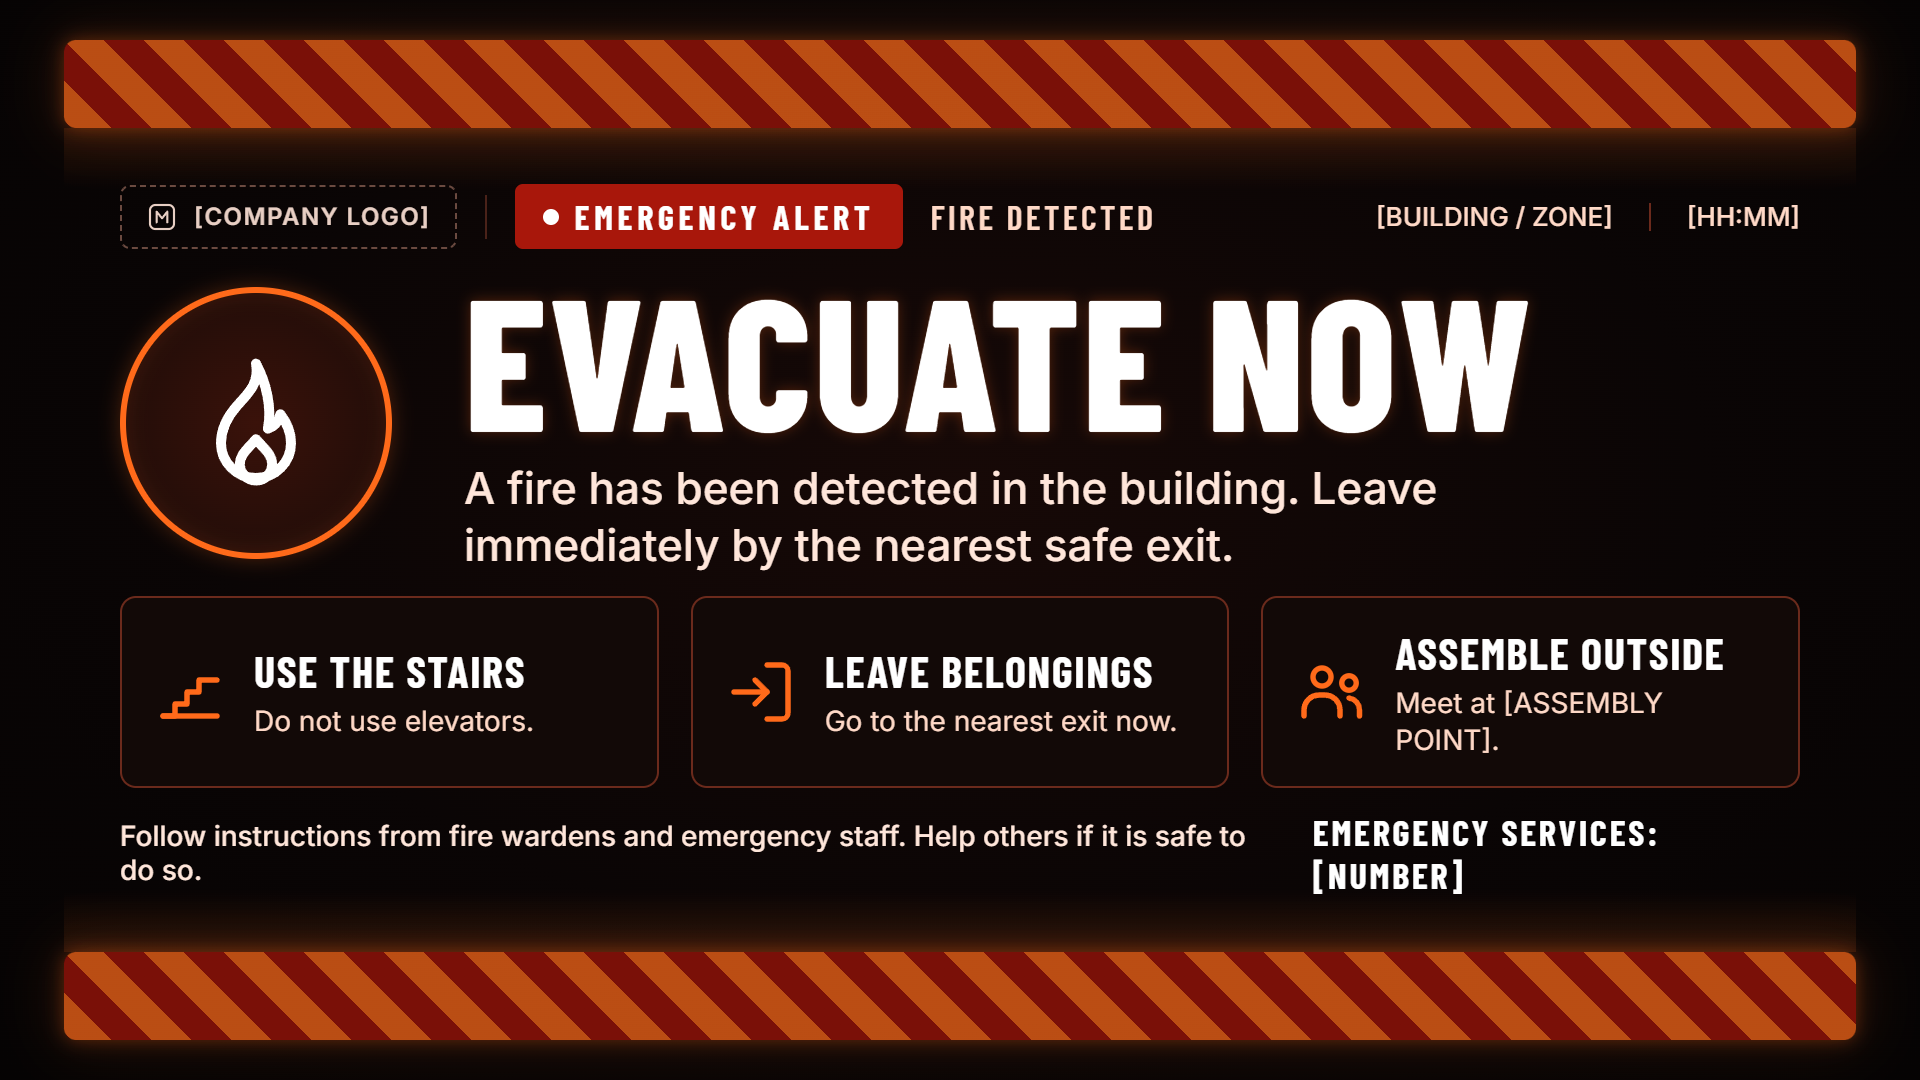 [COMPANY LOGO]
EMERGENCY ALERT
FIRE DETECTED
[BUILDING / ZONE]
[HH:MM]
EVACUATE NOW
A fire has been detected in the building. Leave
immediately by the nearest safe exit.
USE THE STAIRS
Do not use elevators.
LEAVE BELONGINGS
Go to the nearest exit now.
ASSEMBLE OUTSIDE
Meet at [ASSEMBLY
POINT].
Follow instructions from fire wardens and emergency staff. Help others if it is safe to
do so.
EMERGENCY SERVICES:
[NUMBER]